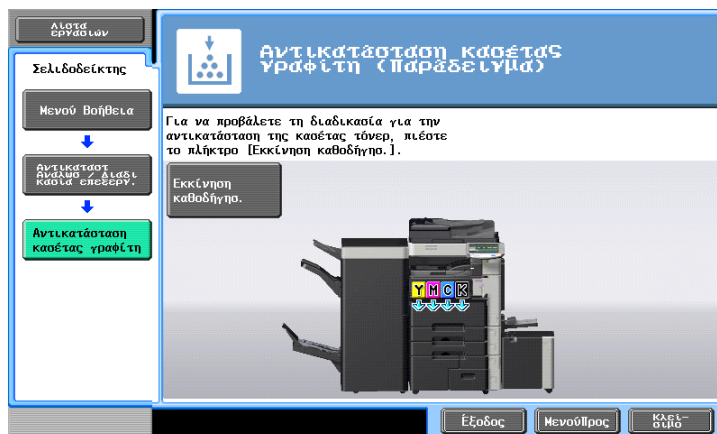 Λίστα
εργασιών
Σελιδοδείκτης
Μενού Βοήθεια
Αντικαταστ
Αναλωσ / Διαδι
κασία επεξεργ.
Αντικατάσταση
κασέτας γραφίτη
Αντικατάσταση κασέτας
γραφίτη (Παράδειγμα)
Για να προβάλετε τη διαδικασία για την
αντικατάσταση της κασέτας τόνερ, πιέστε
το πλήκτρο [Εκκίνηση καθοδήγησ.].
Εκκίνηση
καθοδήγησ.
Y M C K
Έξοδος
ΜενούΠρος
Κλεί-
σιμο